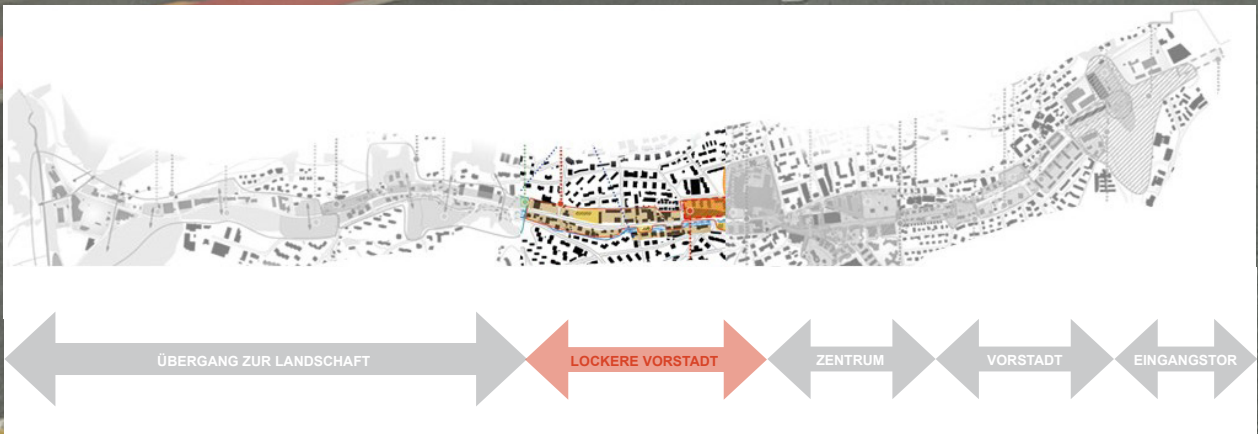 ÜBERGANG ZUR LANDSCHAFT
LOCKERE VORSTADT
ZENTRUM
VORSTADT
EINGANGSTOR